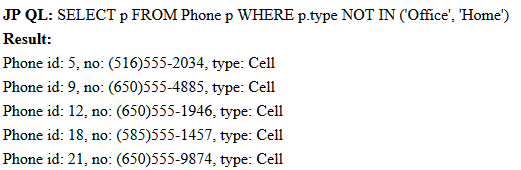 JP QL: SELECT p FROM Phone p WHERE p.type NOT IN ('Office', 'Home')
Result:
Phone id: 5, no: (516)555-2034, type: Cell
Phone id: 9, no: (650)555-4885, type: Cell
Phone id: 12, no: (650)555-1946, type: Cell
Phone id: 18, no: (585)555-1457, type: Cell
Phone id: 21, no: (650)555-9874, type: Cell